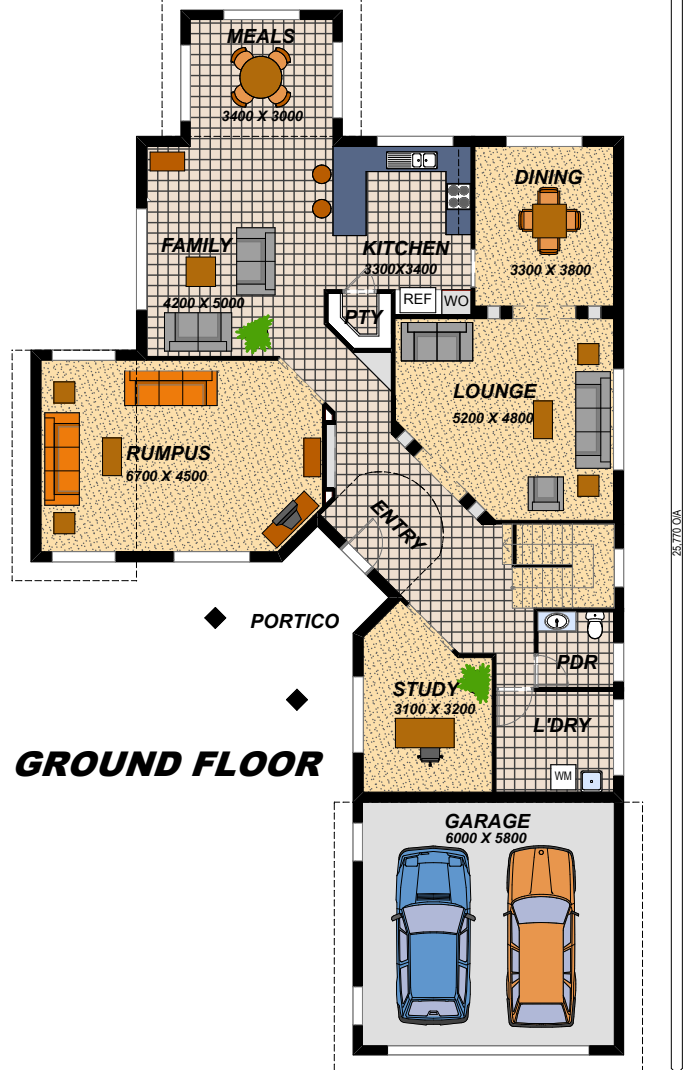 MEALS
3400 X 3000
DINING
3300 X 3800
FAMILY
4200 X 5000
KITCHEN
3300X3400
REF
WO
PTY
LOUNGE
5200 X 4800
RUMPUS
6700 X 4500
ENTRY
25,770 O/A
PORTICO
PDR
STUDY
3100 X 3200
L'DRY
WM
GROUND FLOOR
GARAGE
6000 X 5800